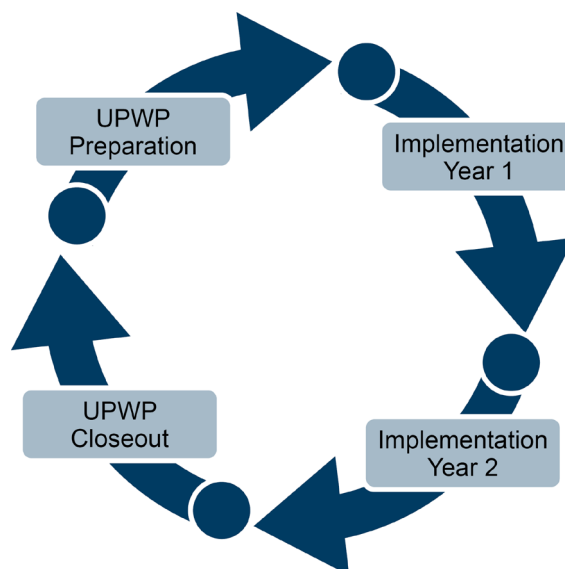 UPWP
Preparation
Implementation
Year 1
Implementation
Year 2
UPWP
Closeout